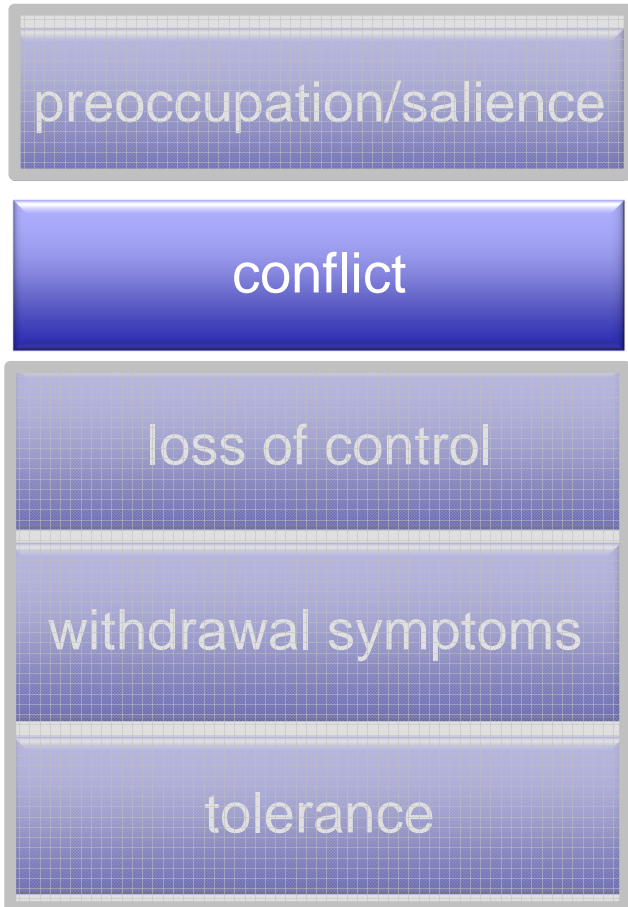 preoccupation/salience
conflict
loss of control
withdrawal symptoms
tolerance